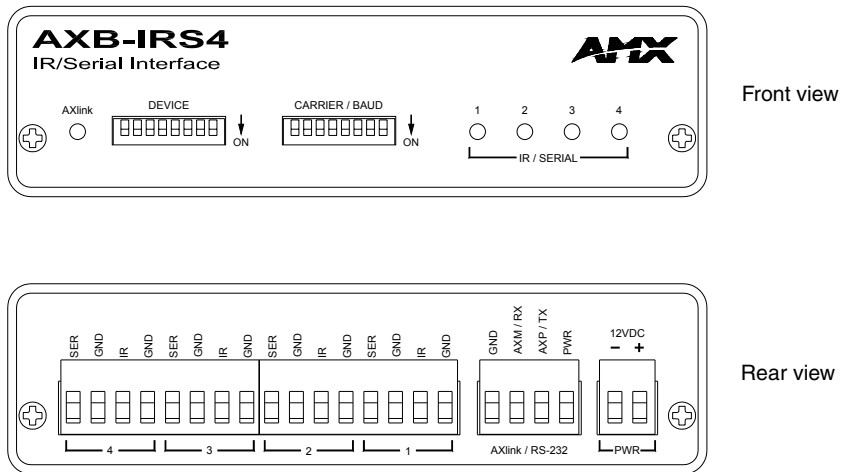 AXB-IRS4
IR/Serial Interface
AMX
Front view
AXlink
DEVICE
ON
CARRIER / BAUD
ON
1 2 3 4
IR / SERIAL
SER GND IR GND SER GND IR GND SER GND IR GND SER GND IR GND
GND AXM / RX AXP / TX PWR
12VDC
– +
Rear view
4 3 2 1
AXlink / RS-232
PWR